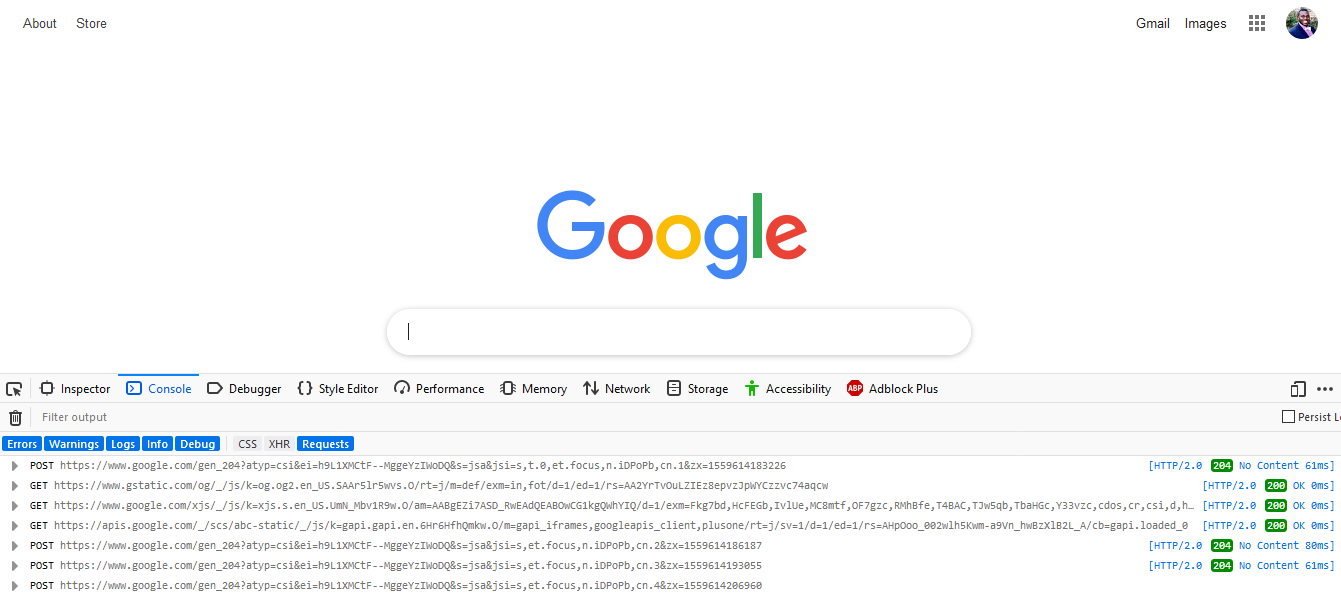 About Store Gmail Images
Google
Inspector Console Debugger Style Editor Performance Memory Network Storage Accessibility ABP Adblock Plus
Filter output Persist L
Errors Warnings Logs Info Debug CSS XHR Requests
POST https://www.google.com/gen_204?atyp=csi&ei=h9L1XMCtF--MggeYzIWoDQ&s=jsa&jsi=s,t.0,et.focus,n.iDPoPb,cn.1&zx=1559614183226 [HTTP/2.0 204 No Content 61ms]
GET https://www.gstatic.com/og/_/js/k=og.og2.en_US.SAAr5lr5wvs.O/rt=j/m=def/exm=in,fot/d=1/ed=1/rs=AA2YrTvOuLZIEz8epvzJpWYCzzvc74aqcw [HTTP/2.0 200 OK 0ms]
GET https://www.google.com/xjs/_/js/k=xjs.s.en_US.UmN_Mbv1R9w.O/am=AABgEZi7ASD_RwEAdQEABOWCG1kgQWhYIQ/d=1/exm=Fkg7bd,HcFEGb,IvlUe,MC8mtf,OF7gzc,RMhBfe,T4BAC,TJw5qb,TbaHGc,Y33vzc,cdos,cr,csi,d,h… [HTTP/2.0 200 OK 0ms]
GET https://apis.google.com/_/scs/abc-static/_/js/k=gapi.gapi.en.6Hr6HfhQmkw.O/m=gapi_iframes,googleapis_client,plusone/rt=j/sv=1/d=1/ed=1/rs=AHpOoo_002wlh5Kwm-a9Vn_hwBzXlB2L_A/cb=gapi.loaded_0 [HTTP/2.0 200 OK 0ms]
POST https://www.google.com/gen_204?atyp=csi&ei=h9L1XMCtF--MggeYzIWoDQ&s=jsa&jsi=s,et.focus,n.iDPoPb,cn.2&zx=1559614186187 [HTTP/2.0 204 No Content 80ms]
POST https://www.google.com/gen_204?atyp=csi&ei=h9L1XMCtF--MggeYzIWoDQ&s=jsa&jsi=s,et.focus,n.iDPoPb,cn.3&zx=1559614193055 [HTTP/2.0 204 No Content 61ms]
POST https://www.google.com/gen_204?atyp=csi&ei=h9L1XMCtF--MggeYzIWoDQ&s=jsa&jsi=s,et.focus,n.iDPoPb,cn.4&zx=1559614206960